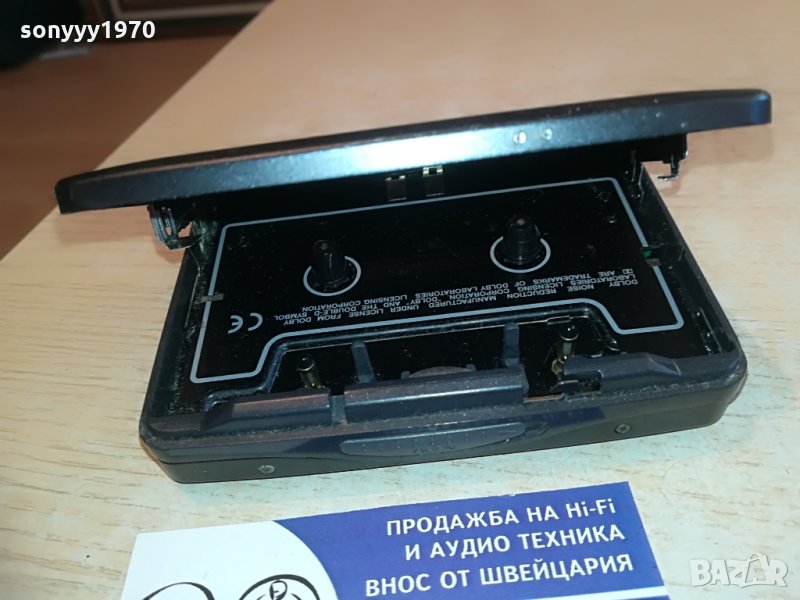 sonyyy1970
DOLBY NOISE REDUCTION MANUFACTURED UNDER LICENSE FROM DOLBY
LABORATORIES LICENSING CORPORATION. "DOLBY" AND THE DOUBLE-D SYMBOL
ARE TRADEMARKS OF DOLBY LABORATORIES LICENSING CORPORATION.
CE
ПРОДАЖБА НА Hi-Fi
И АУДИО ТЕХНИКА
ВНОС ОТ ШВЕЙЦАРИЯ
BAZAR